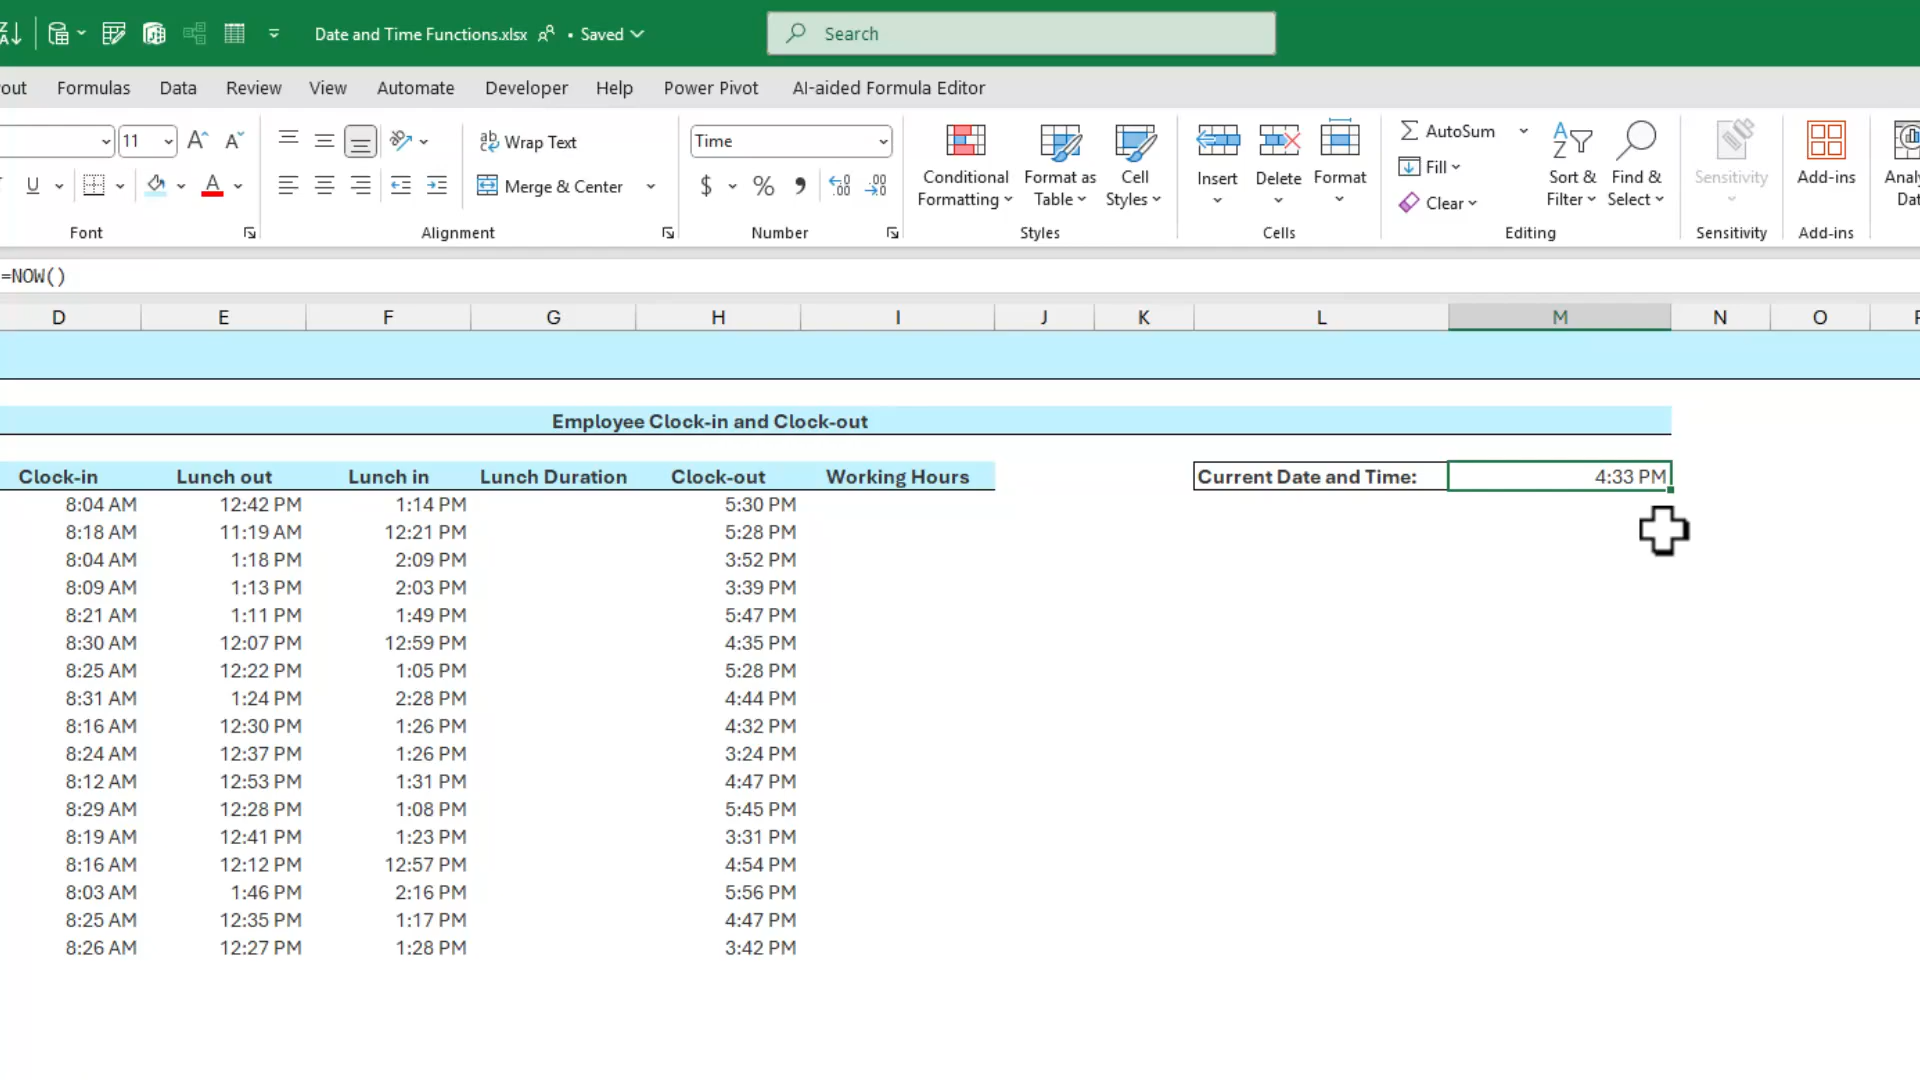 Date and Time Functions.xlsx • Saved
Search
out Formulas Data Review View Automate Developer Help Power Pivot AI-aided Formula Editor
11 A A
ab Wrap Text
Time
Conditional Formatting
Format as Table
Cell Styles
Insert
Delete
Format
AutoSum
Fill
Clear
Sort & Filter
Find & Select
Sensitivity
Add-ins
U A
Merge & Center
$ % 9
Font Alignment Number Styles Cells Editing Sensitivity Add-ins
=NOW()
D E F G H I J K L M N O
Employee Clock-in and Clock-out
Clock-in Lunch out Lunch in Lunch Duration Clock-out Working Hours Current Date and Time: 4:33 PM
8:04 AM 12:42 PM 1:14 PM 5:30 PM
8:18 AM 11:19 AM 12:21 PM 5:28 PM
8:04 AM 1:18 PM 2:09 PM 3:52 PM
8:09 AM 1:13 PM 2:03 PM 3:39 PM
8:21 AM 1:11 PM 1:49 PM 5:47 PM
8:30 AM 12:07 PM 12:59 PM 4:35 PM
8:25 AM 12:22 PM 1:05 PM 5:28 PM
8:31 AM 1:24 PM 2:28 PM 4:44 PM
8:16 AM 12:30 PM 1:26 PM 4:32 PM
8:24 AM 12:37 PM 1:26 PM 3:24 PM
8:12 AM 12:53 PM 1:31 PM 4:47 PM
8:29 AM 12:28 PM 1:08 PM 5:45 PM
8:19 AM 12:41 PM 1:23 PM 3:31 PM
8:16 AM 12:12 PM 12:57 PM 4:54 PM
8:03 AM 1:46 PM 2:16 PM 5:56 PM
8:25 AM 12:35 PM 1:17 PM 4:47 PM
8:26 AM 12:27 PM 1:28 PM 3:42 PM